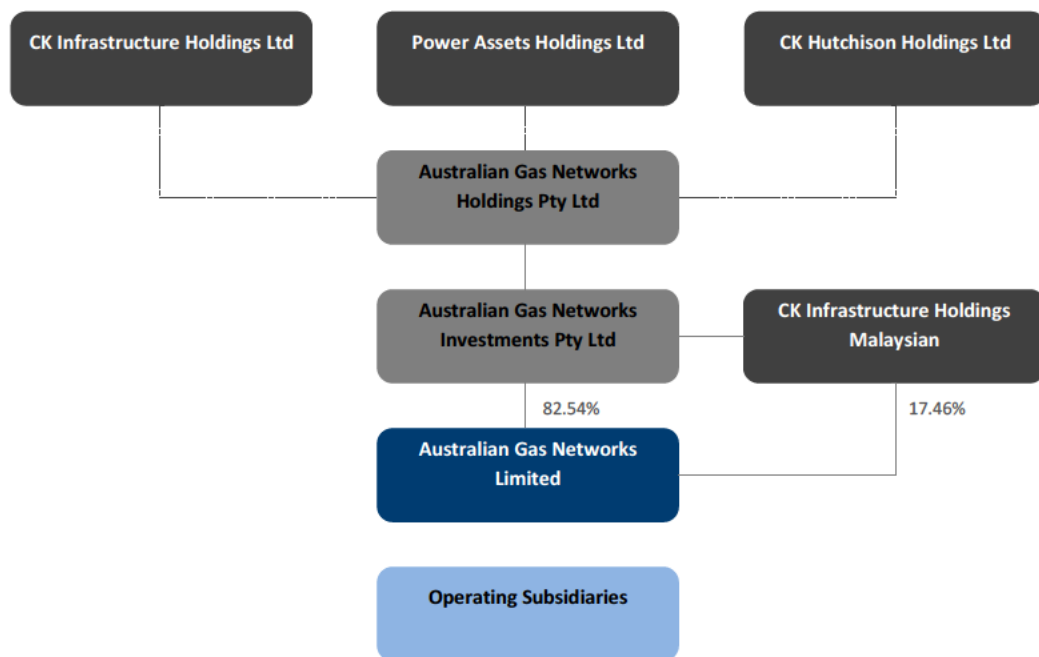 CK Infrastructure Holdings Ltd
Power Assets Holdings Ltd
CK Hutchison Holdings Ltd
Australian Gas Networks
Holdings Pty Ltd
Australian Gas Networks
Investments Pty Ltd
CK Infrastructure Holdings
Malaysian
82.54%
17.46%
Australian Gas Networks
Limited
Operating Subsidiaries